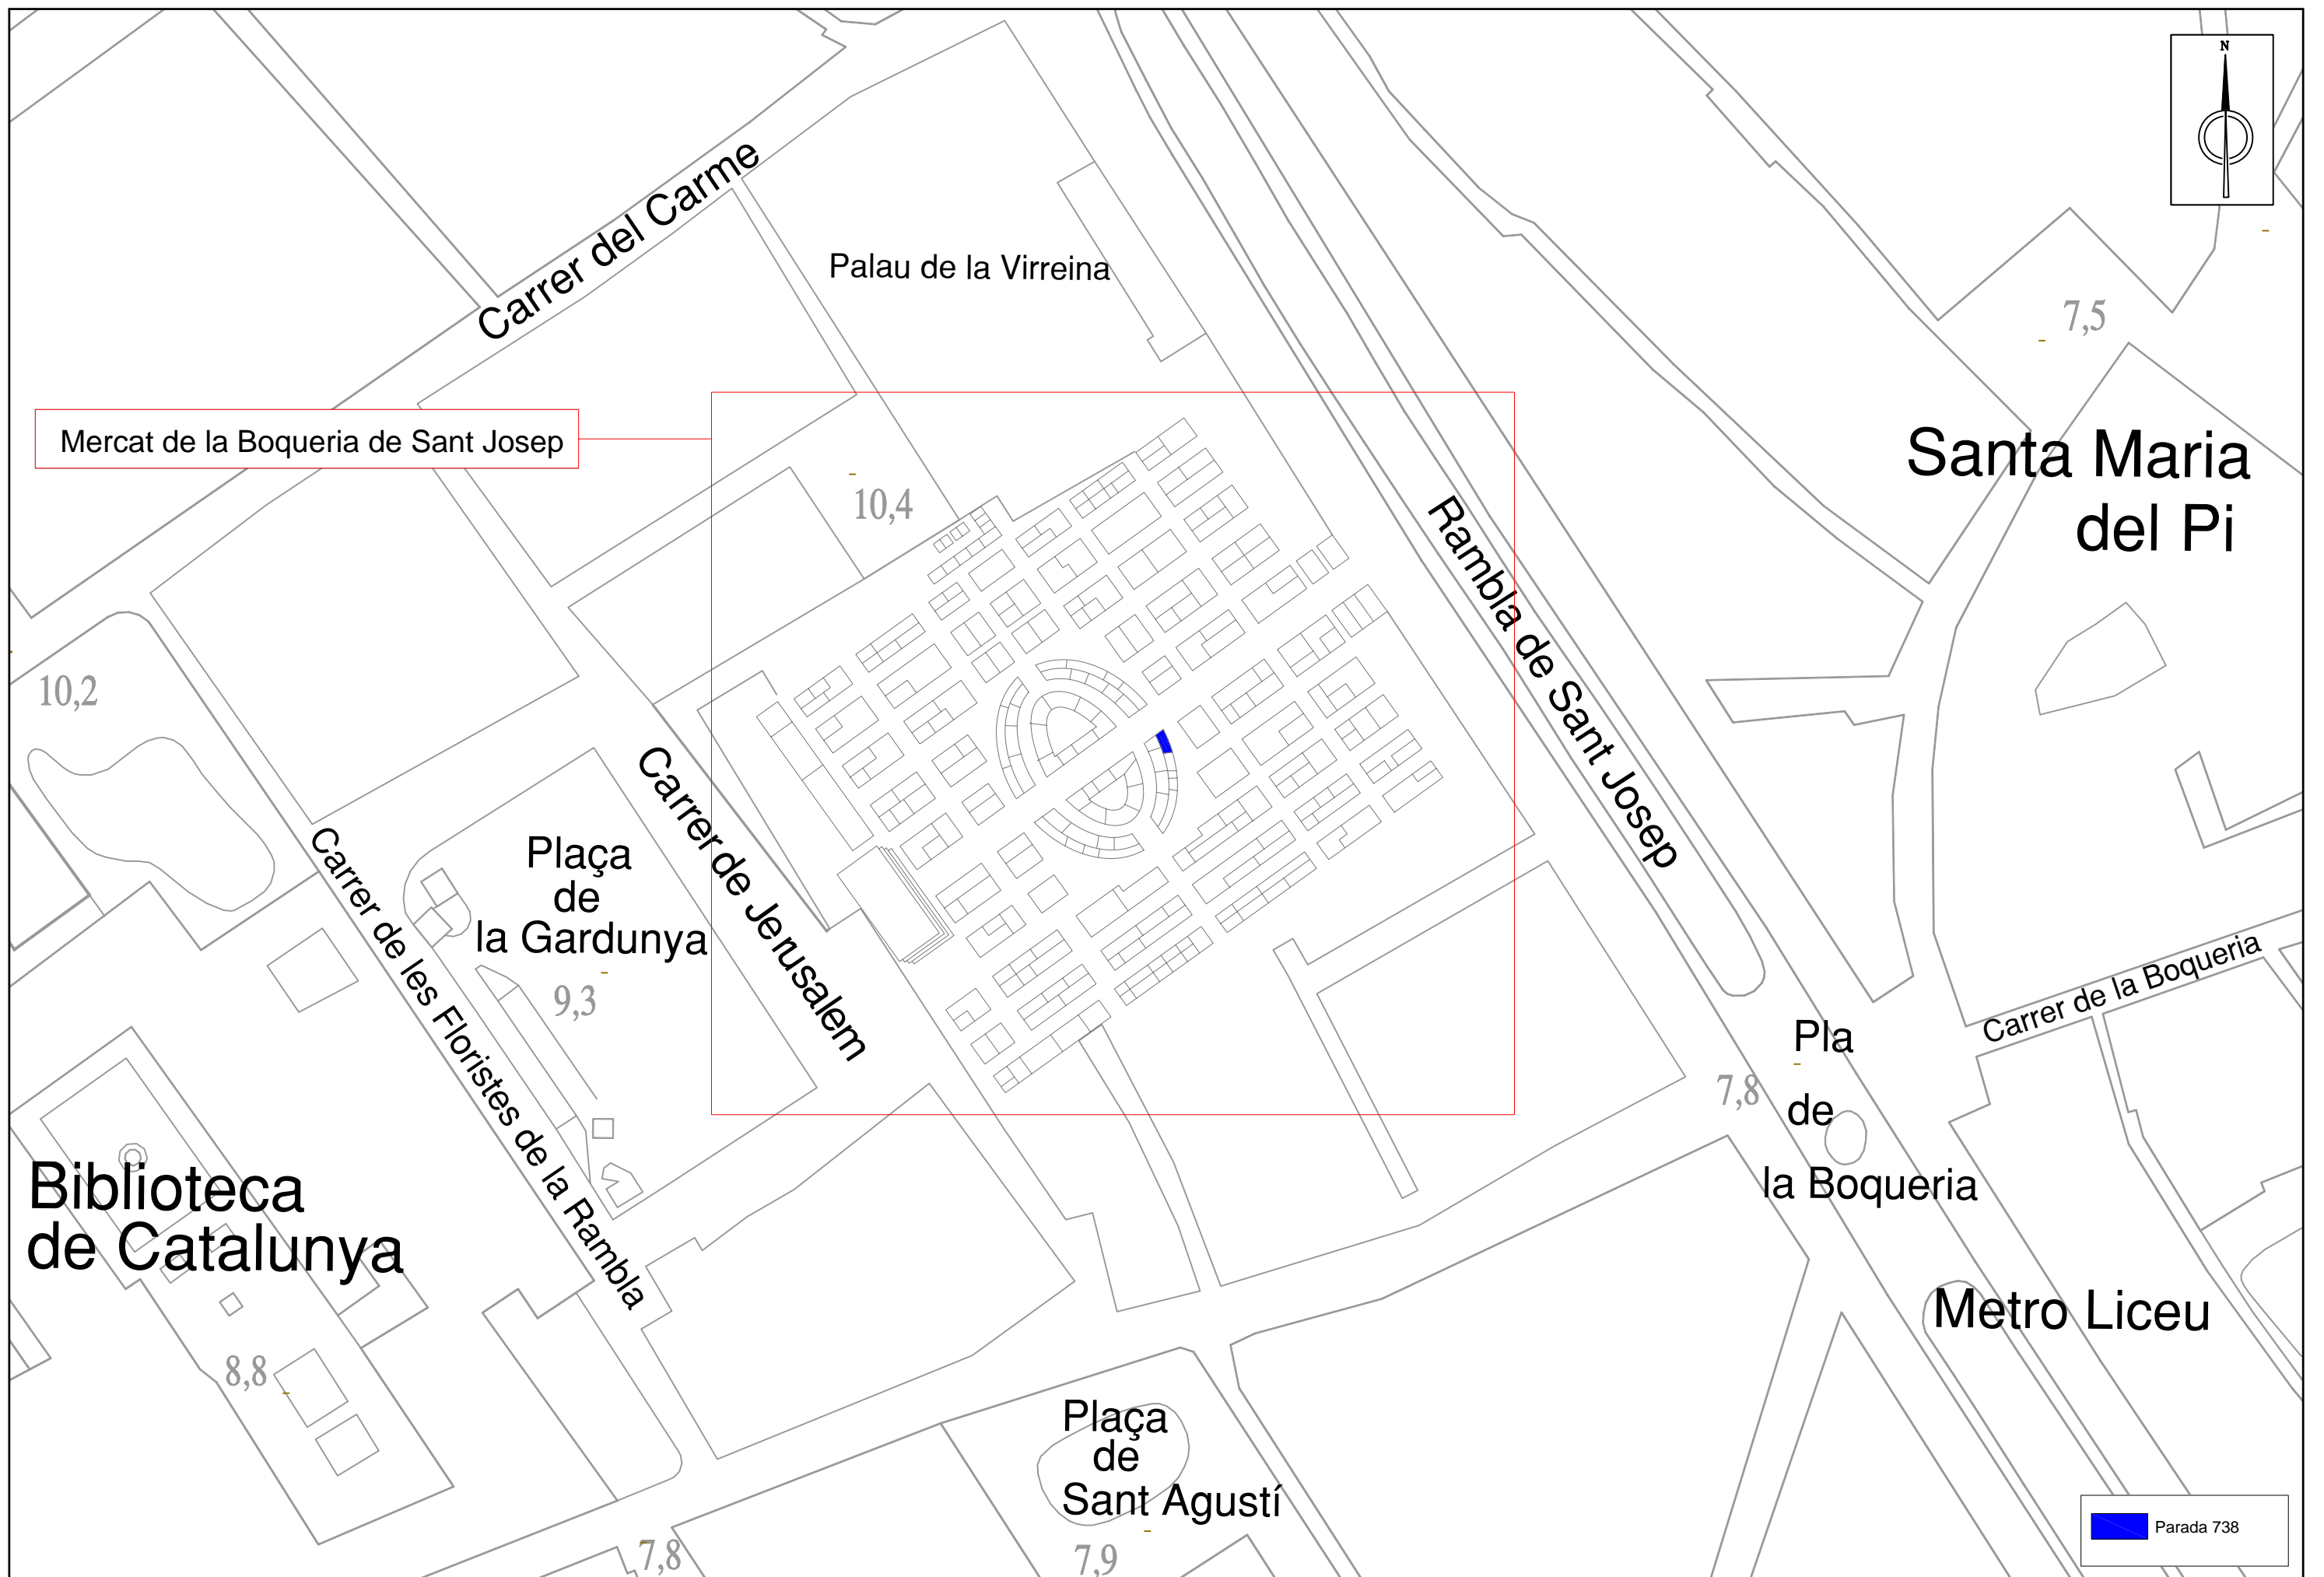 N
Carrer del Carme
Palau de la Virreina
7,5
Mercat de la Boqueria de Sant Josep
Santa Maria
del Pi
10,4
Rambla de Sant Josep
10,2
Carrer de Jerusalem
Plaça
de
la Gardunya
9,3
Carrer de les Floristes de la Rambla
Carrer de la Boqueria
Pla
de
la Boqueria
7,8
Biblioteca
de Catalunya
Metro Liceu
8,8
Plaça
de
Sant Agustí
7,9
7,8
Parada 738